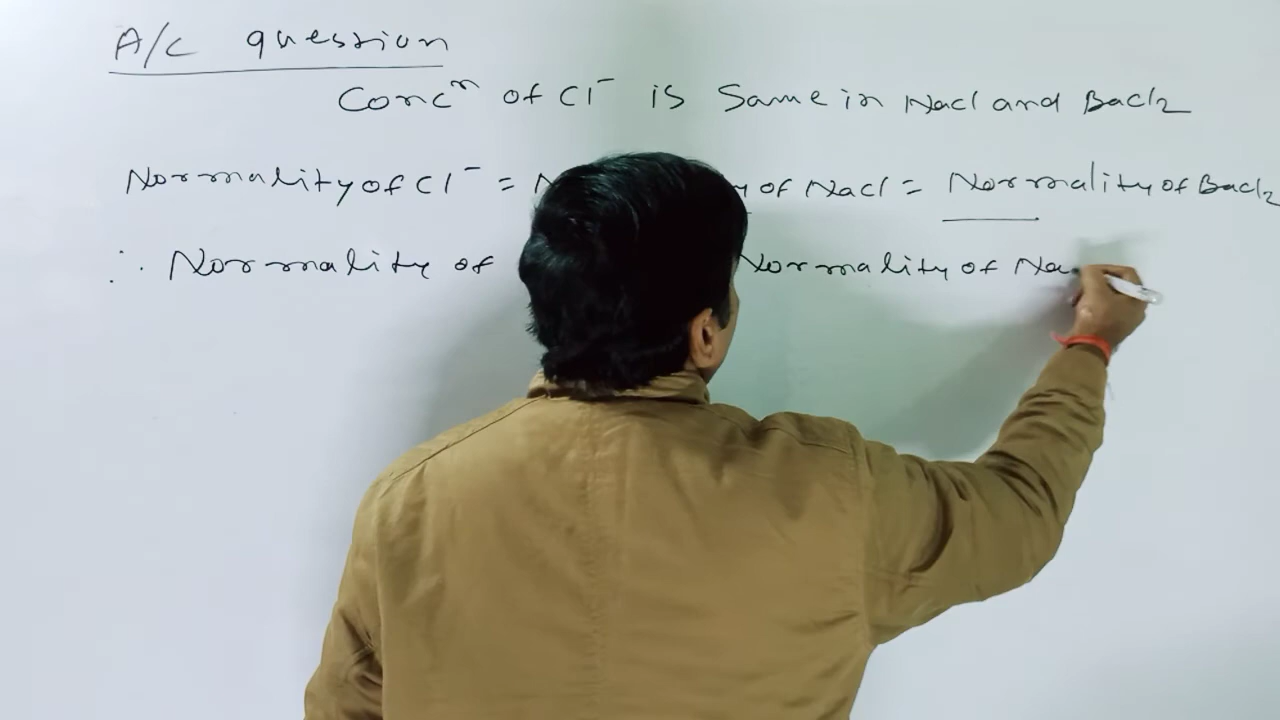 A/c question
Concn of Cl- is Same in Nacl and Bacl2
Normality of Cl- = of Nacl = Normality of Bacl2
∴ Normality of Normality of Na